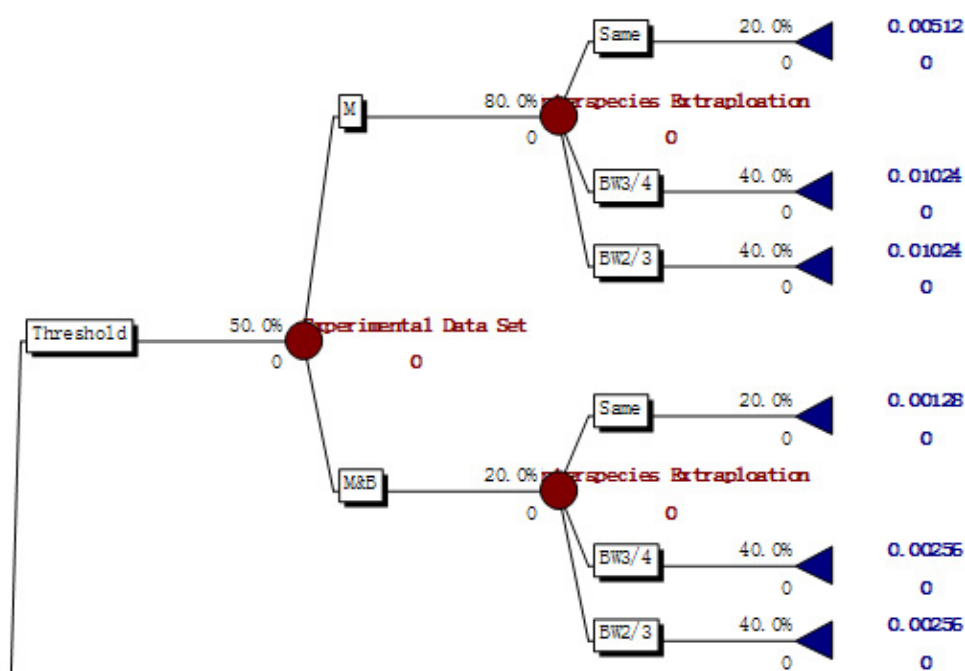 Same 20.0% 0.00512
0 0
M 80.0% Interspecies Extraploation
0 0
BW3/4 40.0% 0.01024
0 0
BW2/3 40.0% 0.01024
0 0
Threshold 50.0% Experimental Data Set
0 0
Same 20.0% 0.00128
0 0
M&B 20.0% Interspecies Extraploation
0 0
BW3/4 40.0% 0.00256
0 0
BW2/3 40.0% 0.00256
0 0